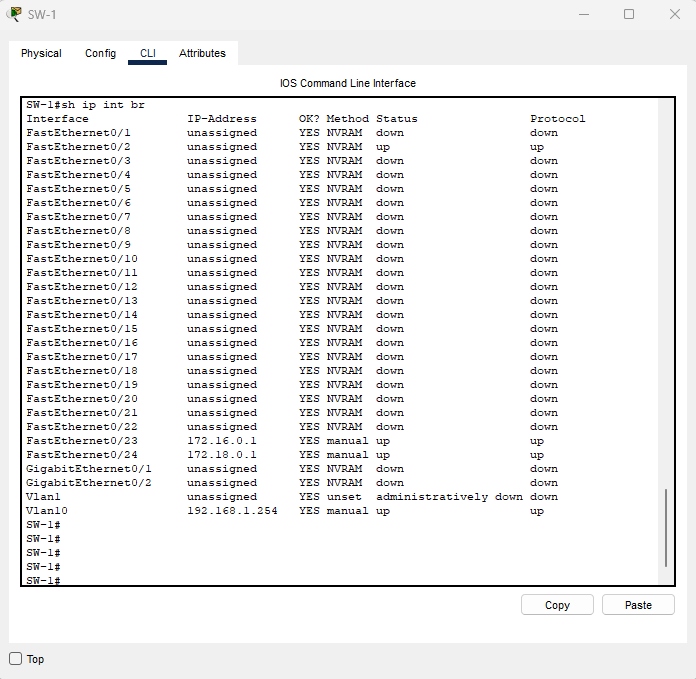 SW-1
Physical Config CLI Attributes
IOS Command Line Interface
SW-1#sh ip int br
Interface IP-Address OK? Method Status Protocol
FastEthernet0/1 unassigned YES NVRAM down down
FastEthernet0/2 unassigned YES NVRAM up up
FastEthernet0/3 unassigned YES NVRAM down down
FastEthernet0/4 unassigned YES NVRAM down down
FastEthernet0/5 unassigned YES NVRAM down down
FastEthernet0/6 unassigned YES NVRAM down down
FastEthernet0/7 unassigned YES NVRAM down down
FastEthernet0/8 unassigned YES NVRAM down down
FastEthernet0/9 unassigned YES NVRAM down down
FastEthernet0/10 unassigned YES NVRAM down down
FastEthernet0/11 unassigned YES NVRAM down down
FastEthernet0/12 unassigned YES NVRAM down down
FastEthernet0/13 unassigned YES NVRAM down down
FastEthernet0/14 unassigned YES NVRAM down down
FastEthernet0/15 unassigned YES NVRAM down down
FastEthernet0/16 unassigned YES NVRAM down down
FastEthernet0/17 unassigned YES NVRAM down down
FastEthernet0/18 unassigned YES NVRAM down down
FastEthernet0/19 unassigned YES NVRAM down down
FastEthernet0/20 unassigned YES NVRAM down down
FastEthernet0/21 unassigned YES NVRAM down down
FastEthernet0/22 unassigned YES NVRAM down down
FastEthernet0/23 172.16.0.1 YES manual up up
FastEthernet0/24 172.18.0.1 YES manual up up
GigabitEthernet0/1 unassigned YES NVRAM down down
GigabitEthernet0/2 unassigned YES NVRAM down down
Vlan1 unassigned YES unset administratively down down
Vlan10 192.168.1.254 YES manual up up
SW-1#
SW-1#
SW-1#
SW-1#
SW-1#
Copy Paste
Top